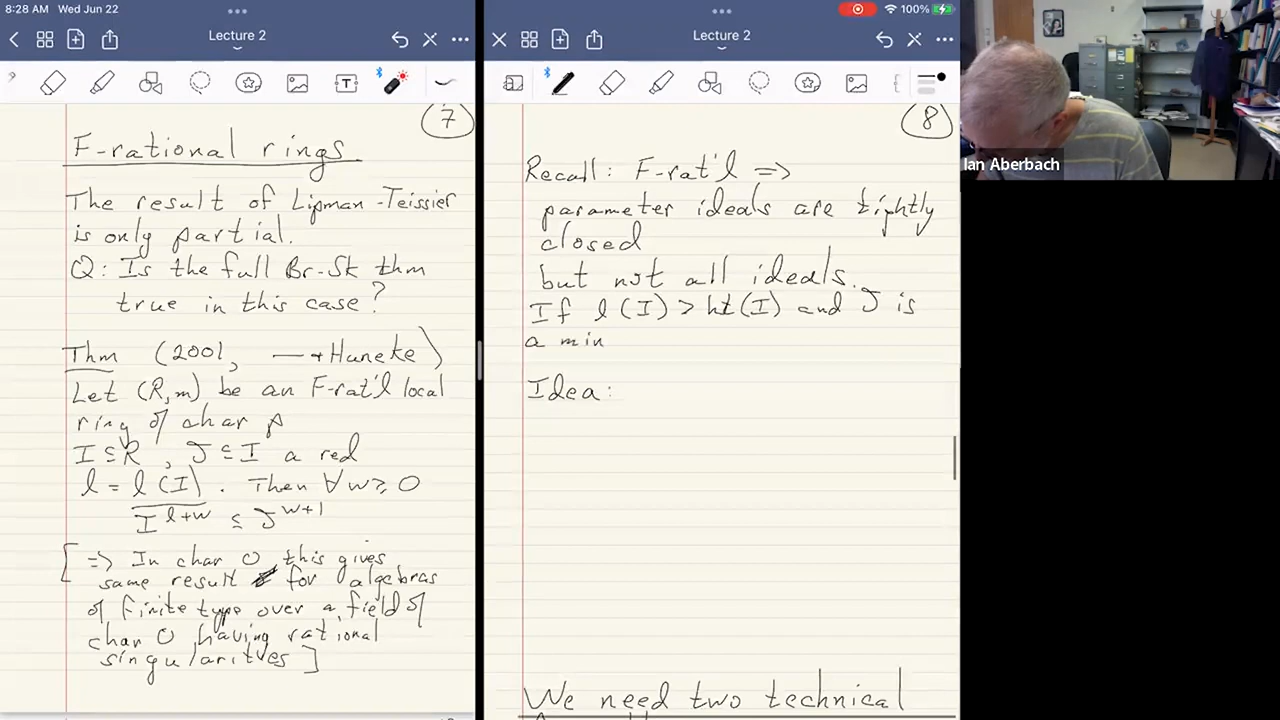 8:28 AM Wed Jun 22
Lecture 2
7
F-rational rings
The result of Lipman-Teissier
is only partial.
Q: Is the full Br-Sk thm
true in this case?
Thm (2001, — + Huneke)
Let (R,m) be an F-rat'l local
ring of char p
I ⊆ R, J ⊆ I a red
l = l(I). Then ∀ w ≥ 0
\overline{I^{l+w}} ⊆ J^{w+1}
[ => In char 0 this gives
same result for algebras
of finite type over a field of
char 0 having rational
singularities ]
100%
Lecture 2
8
Recall: F-rat'l =>
parameter ideals are tightly
closed
but not all ideals.
If l(I) > ht(I) and J is
a min
Idea:
We need two technical
Ian Aberbach